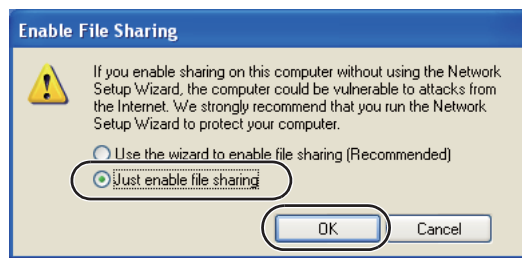 Enable File Sharing
If you enable sharing on this computer without using the Network
Setup Wizard, the computer could be vulnerable to attacks from
the Internet. We strongly recommend that you run the Network
Setup Wizard to protect your computer.
Use the wizard to enable file sharing (Recommended)
Just enable file sharing
OK Cancel